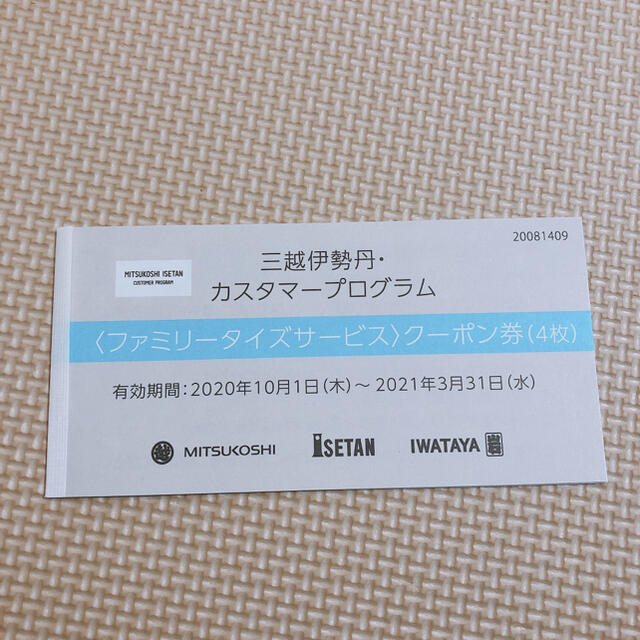 20081409
MITSUKOSHI ISETAN
CUSTOMER PROGRAM
三越伊勢丹・
カスタマープログラム
〈ファミリータイズサービス〉クーポン券(4枚)
有効期間:2020年10月1日(木)～2021年3月31日(水)
越 MITSUKOSHI ISETAN IWATAYA 岩